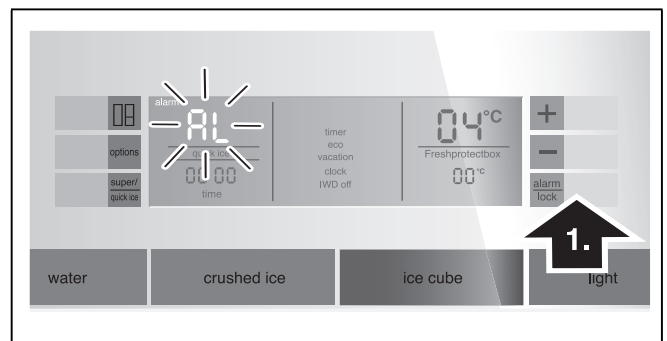 alarm
AL
quick ice
00:00
time
timer
eco
vacation
clock
IWD off
04°C
Freshprotectbox
00°C
options
super/
quick ice
+
−
alarm
lock
1.
water
crushed ice
ice cube
light